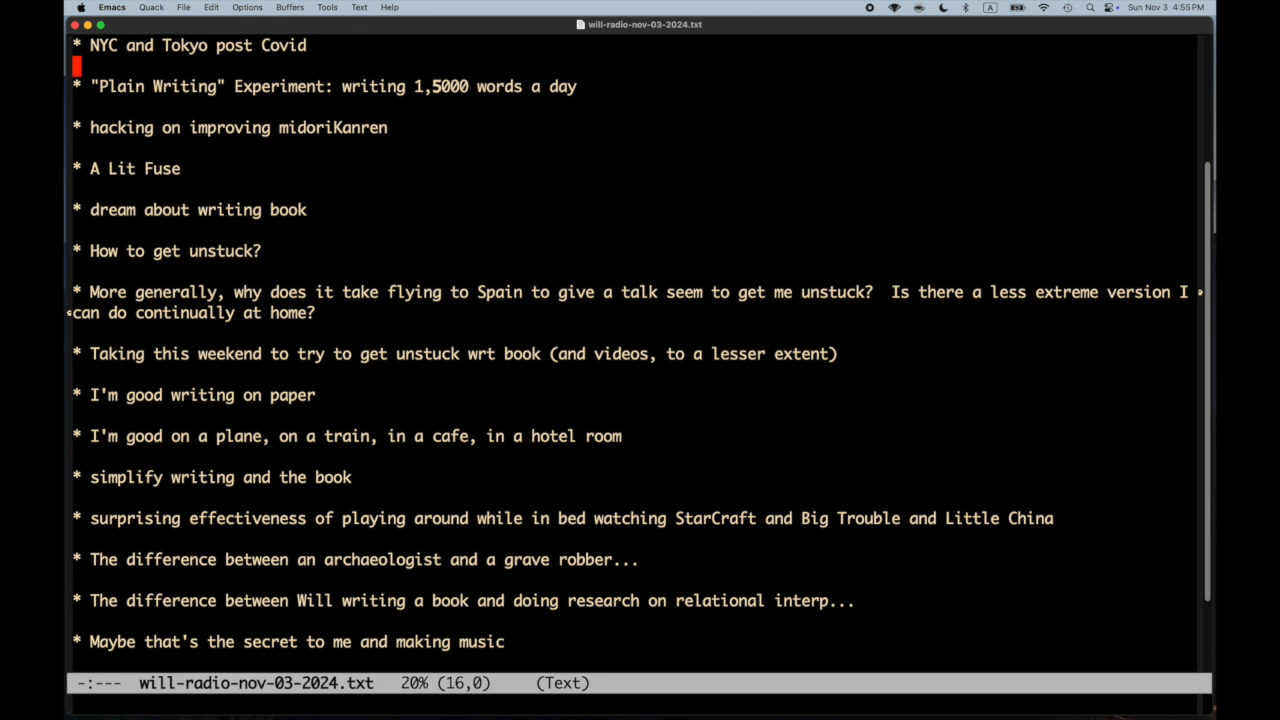 Emacs Quack File Edit Options Buffers Tools Text Help A Sun Nov 3 4:55 PM
will-radio-nov-03-2024.txt
* NYC and Tokyo post Covid
* "Plain Writing" Experiment: writing 1,5000 words a day
* hacking on improving midoriKanren
* A Lit Fuse
* dream about writing book
* How to get unstuck?
* More generally, why does it take flying to Spain to give a talk seem to get me unstuck?  Is there a less extreme version I
can do continually at home?
* Taking this weekend to try to get unstuck wrt book (and videos, to a lesser extent)
* I'm good writing on paper
* I'm good on a plane, on a train, in a cafe, in a hotel room
* simplify writing and the book
* surprising effectiveness of playing around while in bed watching StarCraft and Big Trouble and Little China
* The difference between an archaeologist and a grave robber...
* The difference between Will writing a book and doing research on relational interp...
* Maybe that's the secret to me and making music
-:--- will-radio-nov-03-2024.txt 20% (16,0) (Text)